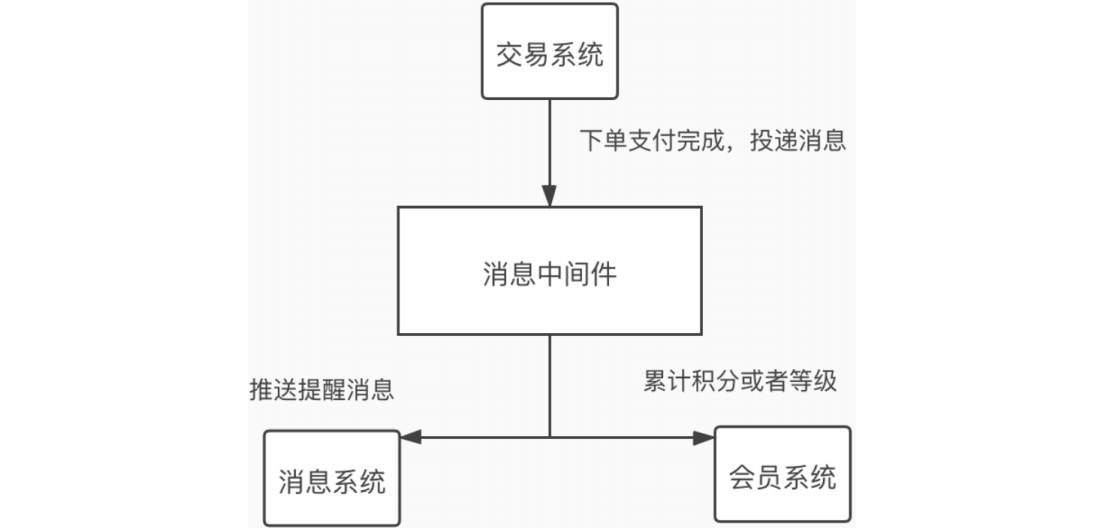 交易系统
下单支付完成，投递消息
消息中间件
推送提醒消息
累计积分或者等级
消息系统
会员系统